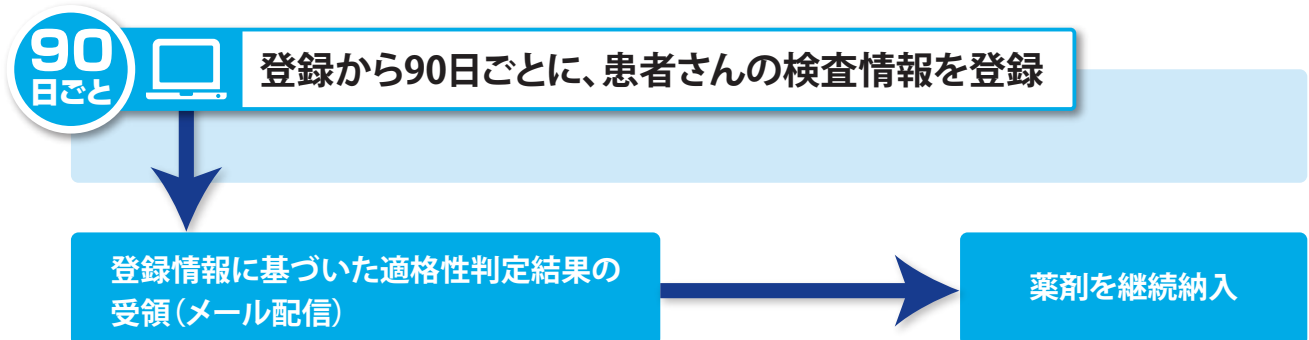 90
日ごと
登録から90日ごとに、患者さんの検査情報を登録
登録情報に基づいた適格性判定結果の
受領（メール配信）
薬剤を継続納入